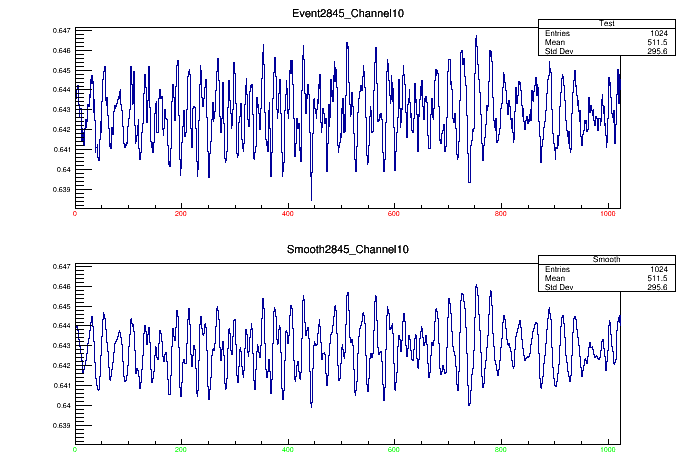 Event2845_Channel10
Test
Entries 1024
Mean 511.5
Std Dev 295.6
0.647
0.646
0.645
0.644
0.643
0.642
0.641
0.64
0.639
0 200 400 600 800 1000
Smooth2845_Channel10
Smooth
Entries 1024
Mean 511.5
Std Dev 295.6
0.647
0.646
0.645
0.644
0.643
0.642
0.641
0.64
0.639
0 200 400 600 800 1000